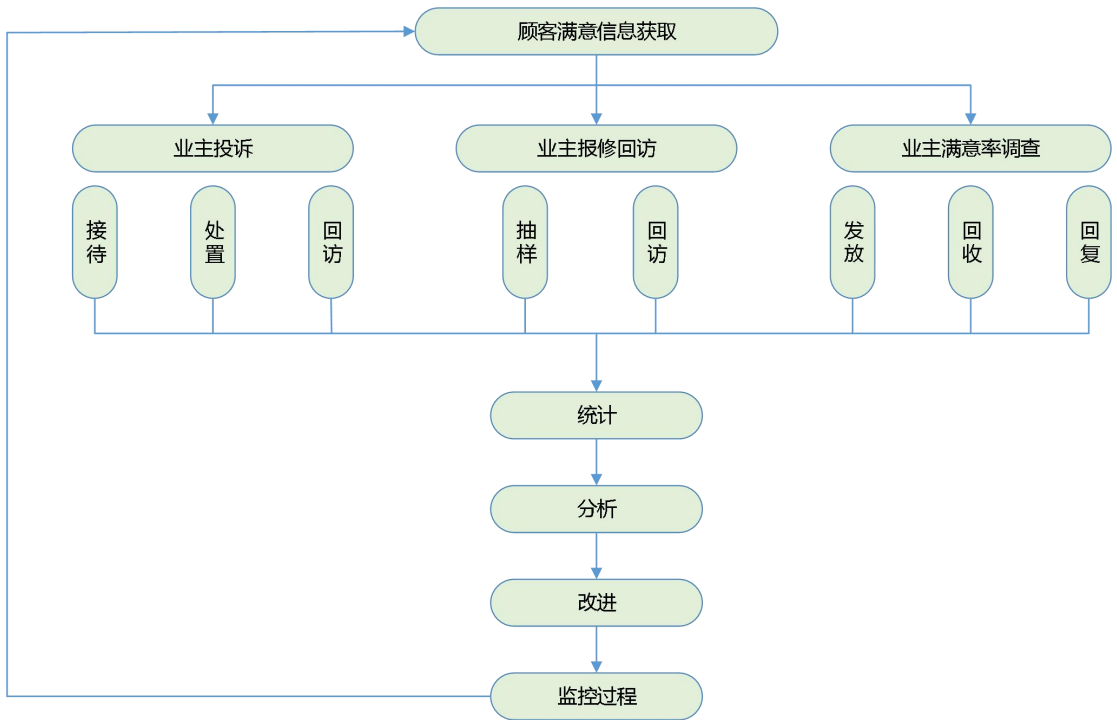 顾客满意信息获取
业主投诉
业主报修回访
业主满意率调查
接待
处置
回访
抽样
回访
发放
回收
回复
统计
分析
改进
监控过程